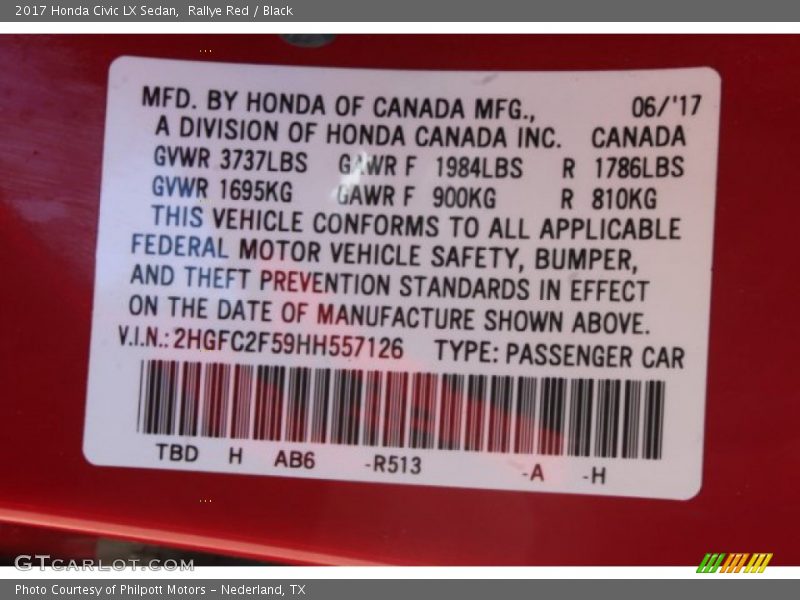 2017 Honda Civic LX Sedan,  Rallye Red / Black
MFD. BY HONDA OF CANADA MFG., 06/'17
A DIVISION OF HONDA CANADA INC. CANADA
GVWR 3737LBS GAWR F 1984LBS R 1786LBS
GVWR 1695KG GAWR F 900KG R 810KG
THIS VEHICLE CONFORMS TO ALL APPLICABLE
FEDERAL MOTOR VEHICLE SAFETY, BUMPER,
AND THEFT PREVENTION STANDARDS IN EFFECT
ON THE DATE OF MANUFACTURE SHOWN ABOVE.
V.I.N.: 2HGFC2F59HH557126 TYPE: PASSENGER CAR
TBD H AB6 -R513 -A -H
GTcarlot.com
Photo Courtesy of Philpott Motors - Nederland, TX